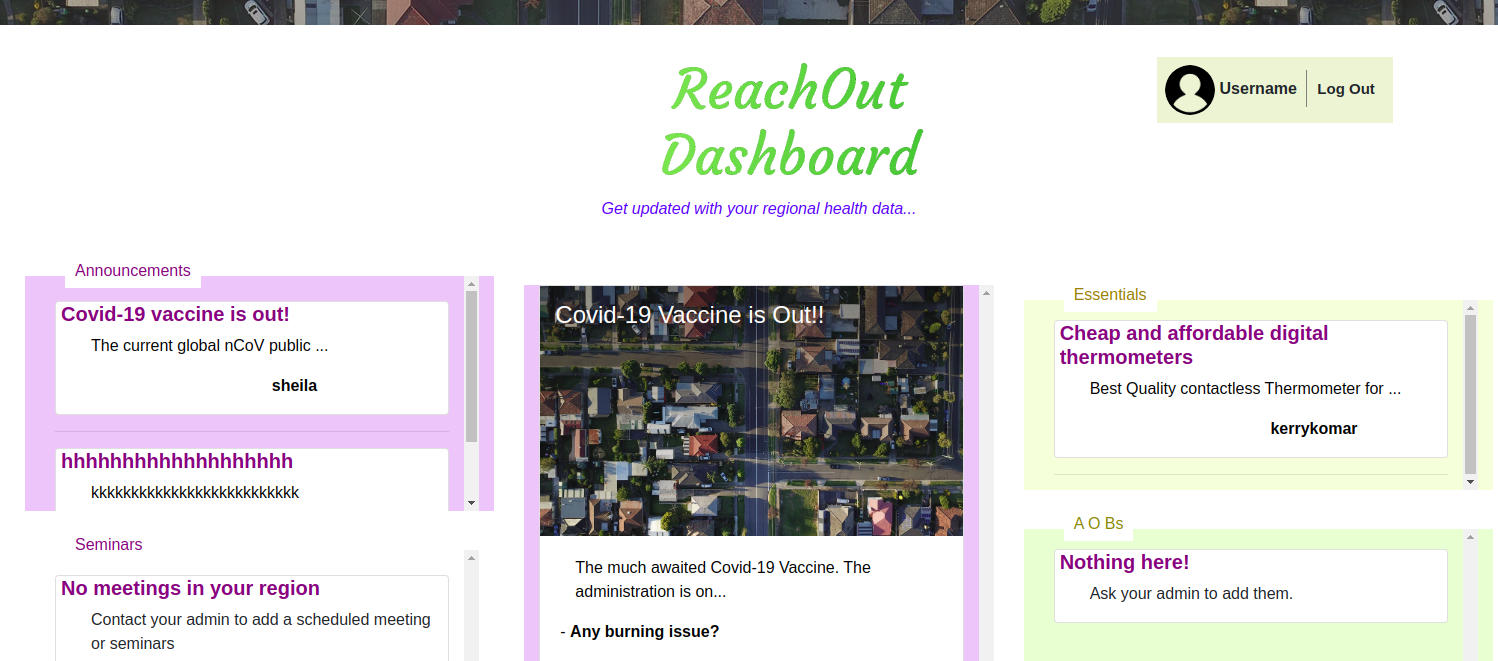 ReachOut
Dashboard
Get updated with your regional health data...
Username
Log Out
Announcements
Covid-19 vaccine is out!
The current global nCoV public ...
sheila
hhhhhhhhhhhhhhhhhhh
kkkkkkkkkkkkkkkkkkkkkkkkkk
Seminars
No meetings in your region
Contact your admin to add a scheduled meeting
or seminars
Covid-19 Vaccine is Out!!
The much awaited Covid-19 Vaccine. The
administration is on...
- Any burning issue?
Essentials
Cheap and affordable digital
thermometers
Best Quality contactless Thermometer for ...
kerrykomar
A O Bs
Nothing here!
Ask your admin to add them.